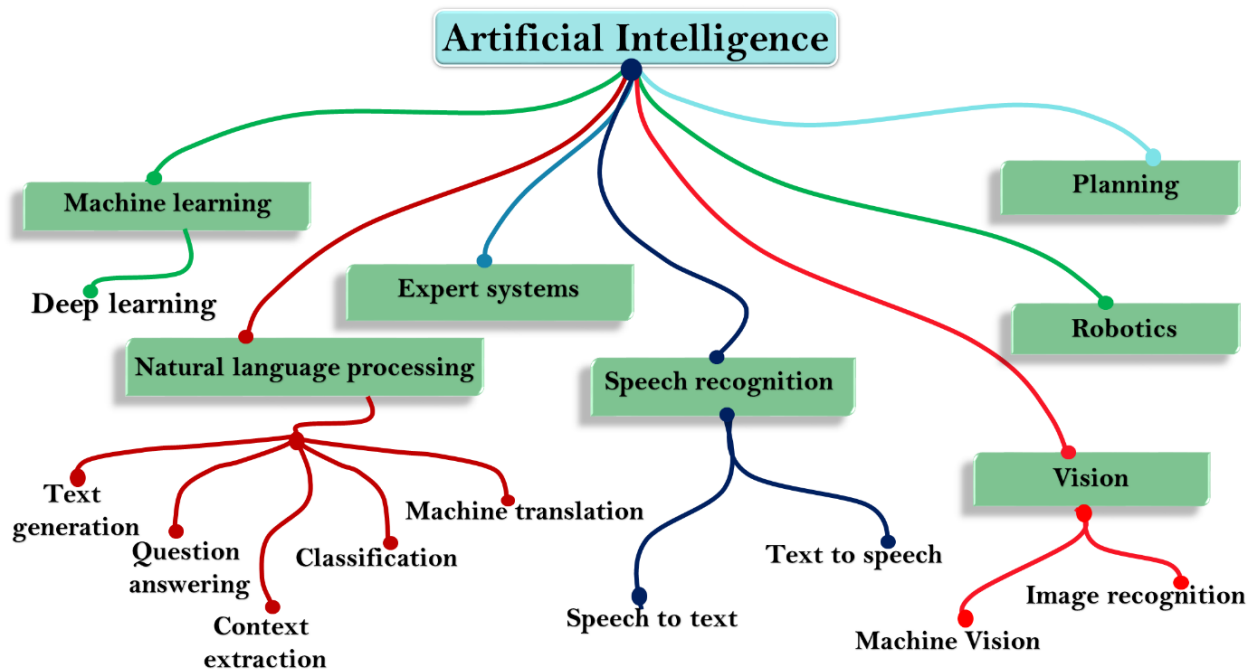 Artificial Intelligence
Machine learning
Deep learning
Natural language processing
Text
generation
Question
answering
Context
extraction
Classification
Machine translation
Expert systems
Speech recognition
Speech to text
Text to speech
Vision
Machine Vision
Image recognition
Robotics
Planning